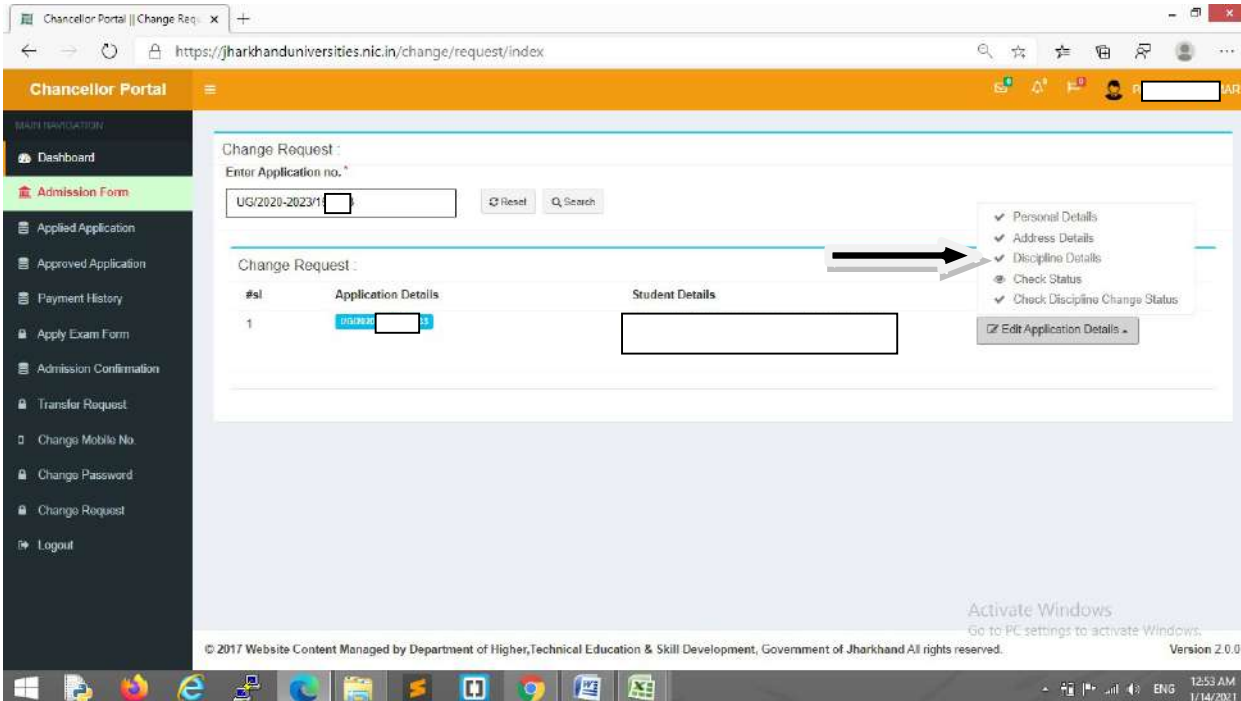 Chancellor Portal || Change Req
https://jharkhanduniversities.nic.in/change/request/index
Chancellor Portal
MAIN NAVIGATION
Dashboard
Admission Form
Applied Application
Approved Application
Payment History
Apply Exam Form
Admission Confirmation
Transfer Request
Change Mobile No.
Change Password
Change Request
Logout
Change Request :
Enter Application no. *
UG/2020-2023/1
Reset
Search
Personal Details
Address Details
Discipline Details
Check Status
Check Discipline Change Status
Edit Application Details
Change Request :
#sl Application Details Student Details
1
Activate Windows
Go to PC settings to activate Windows.
© 2017 Website Content Managed by Department of Higher,Technical Education & Skill Development, Government of Jharkhand All rights reserved.
Version 2.0.0
ENG
12:53 AM
1/14/2021